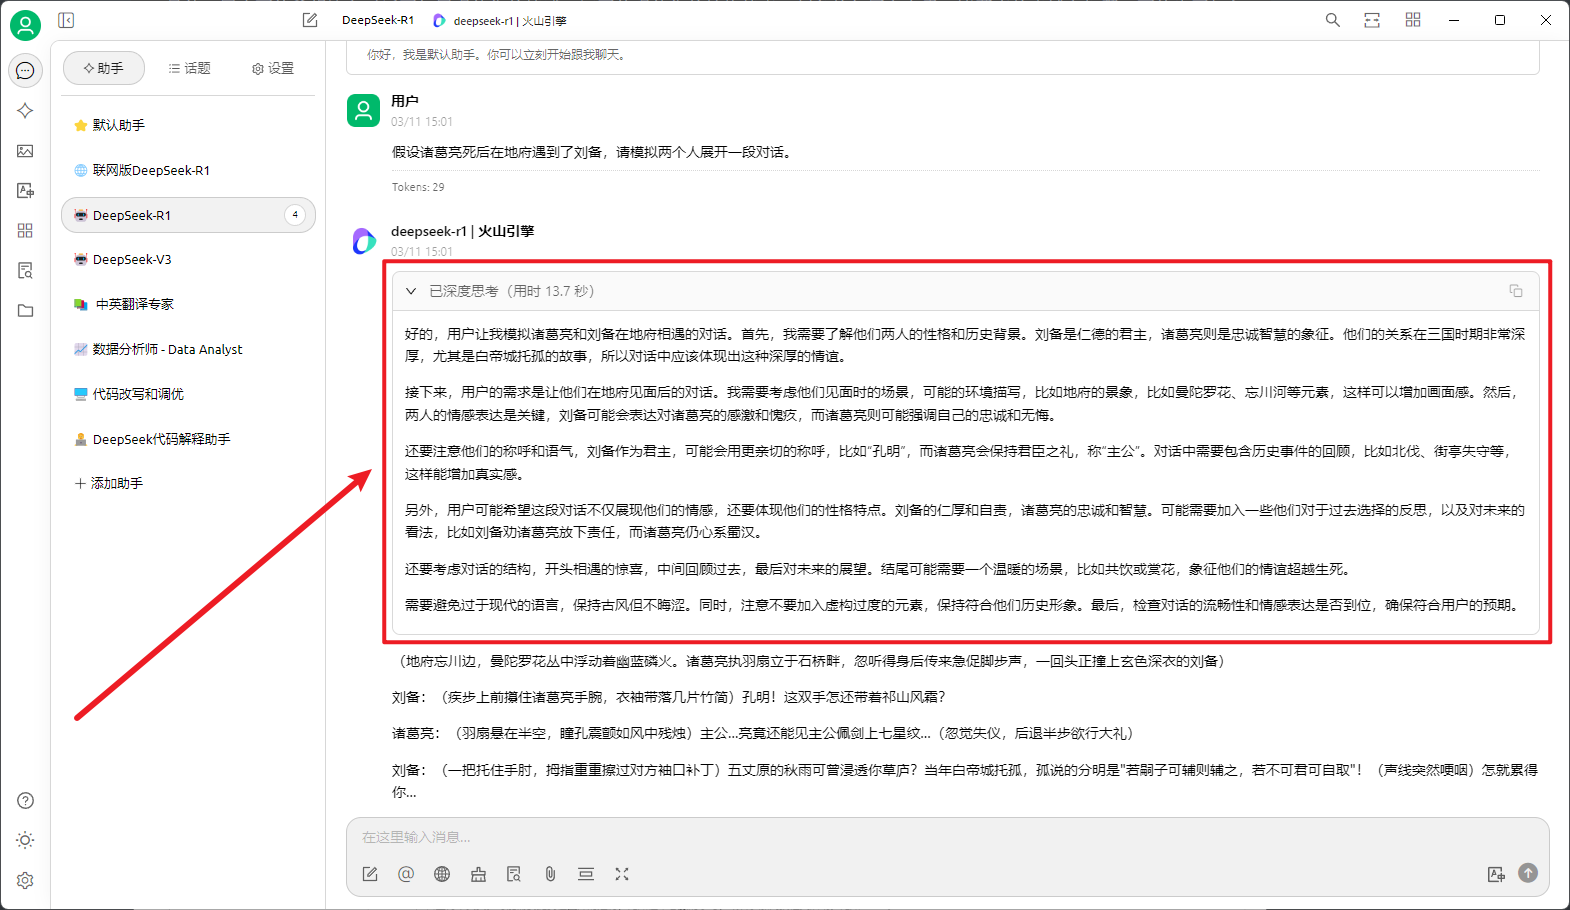 DeepSeek-R1
deepseek-r1 | 火山引擎
助手
话题
设置
默认助手
联网版DeepSeek-R1
DeepSeek-R1
4
DeepSeek-V3
中英翻译专家
数据分析师 - Data Analyst
代码改写和调优
DeepSeek代码解释助手
添加助手
你好，我是默认助手。你可以立刻开始跟我聊天。
用户
03/11 15:01
假设诸葛亮死后在地府遇到了刘备，请模拟两个人展开一段对话。
Tokens: 29
deepseek-r1 | 火山引擎
03/11 15:01
已深度思考（用时 13.7 秒）
好的，用户让我模拟诸葛亮和刘备在地府相遇的对话。首先，我需要了解他们两人的性格和历史背景。刘备是仁德的君主，诸葛亮则是忠诚智慧的象征。他们的关系在三国时期非常深
厚，尤其是白帝城托孤的故事，所以对话中应该体现出这种深厚的情谊。
接下来，用户的需求是让他们在地府见面后的对话。我需要考虑他们见面时的场景，可能的环境描写，比如地府的景象，比如曼陀罗花、忘川河等元素，这样可以增加画面感。然后，
两人的情感表达是关键，刘备可能会表达对诸葛亮的感激和愧疚，而诸葛亮则可能强调自己的忠诚和无悔。
还要注意他们的称呼和语气，刘备作为君主，可能会用更亲切的称呼，比如“孔明”，而诸葛亮会保持君臣之礼，称“主公”。对话中需要包含历史事件的回顾，比如北伐、街亭失守等，
这样能增加真实感。
另外，用户可能希望这段对话不仅展现他们的情感，还要体现他们的性格特点。刘备的仁厚和自责，诸葛亮的忠诚和智慧。可能需要加入一些他们对于过去选择的反思，以及对未来的
看法，比如刘备劝诸葛亮放下责任，而诸葛亮仍心系蜀汉。
还要考虑对话的结构，开头相遇的惊喜，中间回顾过去，最后对未来的展望。结尾可能需要一个温暖的场景，比如共饮或赏花，象征他们的情谊超越生死。
需要避免过于现代的语言，保持古风但不晦涩。同时，注意不要加入虚构过度的元素，保持符合他们历史形象。最后，检查对话的流畅性和情感表达是否到位，确保符合用户的预期。
（地府忘川边，曼陀罗花丛中浮动着幽蓝磷火。诸葛亮执羽扇立于石桥畔，忽听得身后传来急促脚步声，一回头正撞上玄色深衣的刘备）
刘备：（疾步上前攥住诸葛亮手腕，衣袖带落几片竹简）孔明！这双手怎还带着祁山风霜？
诸葛亮：（羽扇悬在半空，瞳孔震颤如风中残烛）主公...亮竟还能见主公佩剑上七星纹...（忽觉失仪，后退半步欲行大礼）
刘备：（一把托住手肘，拇指重重擦过对方袖口补丁）五丈原的秋雨可曾浸透你草庐？当年白帝城托孤，孤说的分明是"若嗣子可辅则辅之，若不可君可自取"！（声线突然哽咽）怎就累得
你...
在这里输入消息...